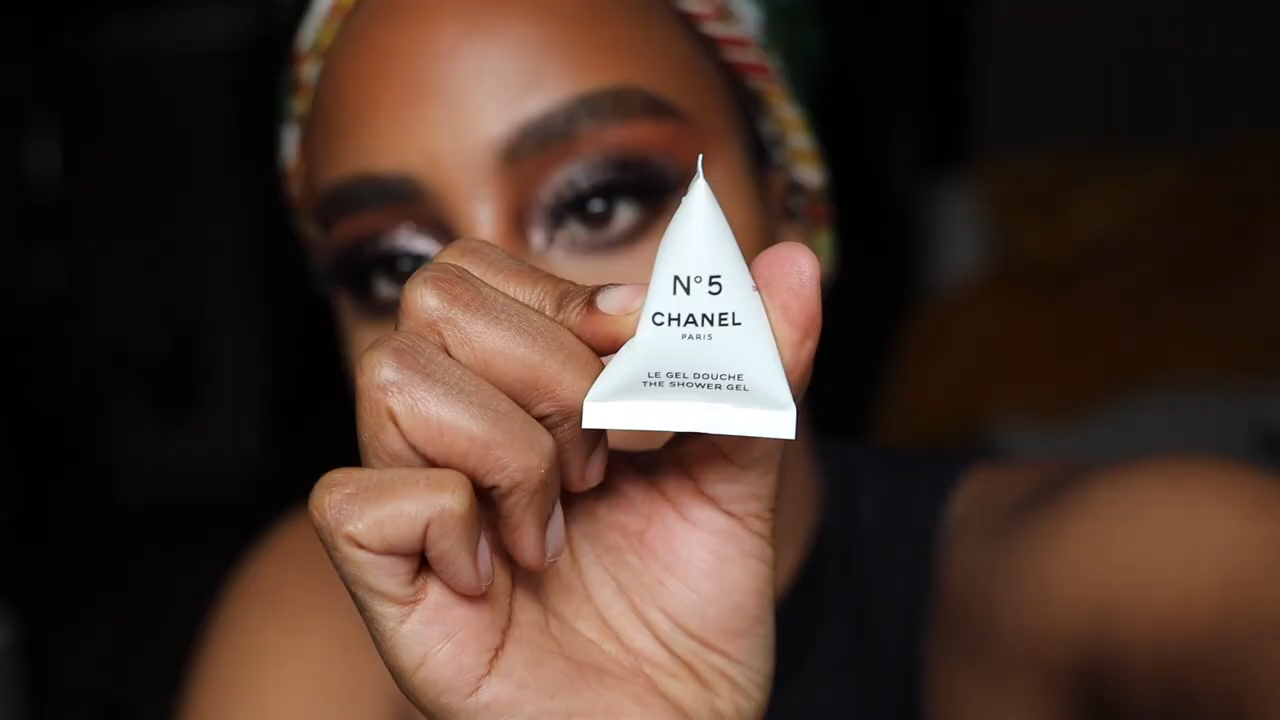 N°5
CHANEL
PARIS
LE GEL DOUCHE
THE SHOWER GEL